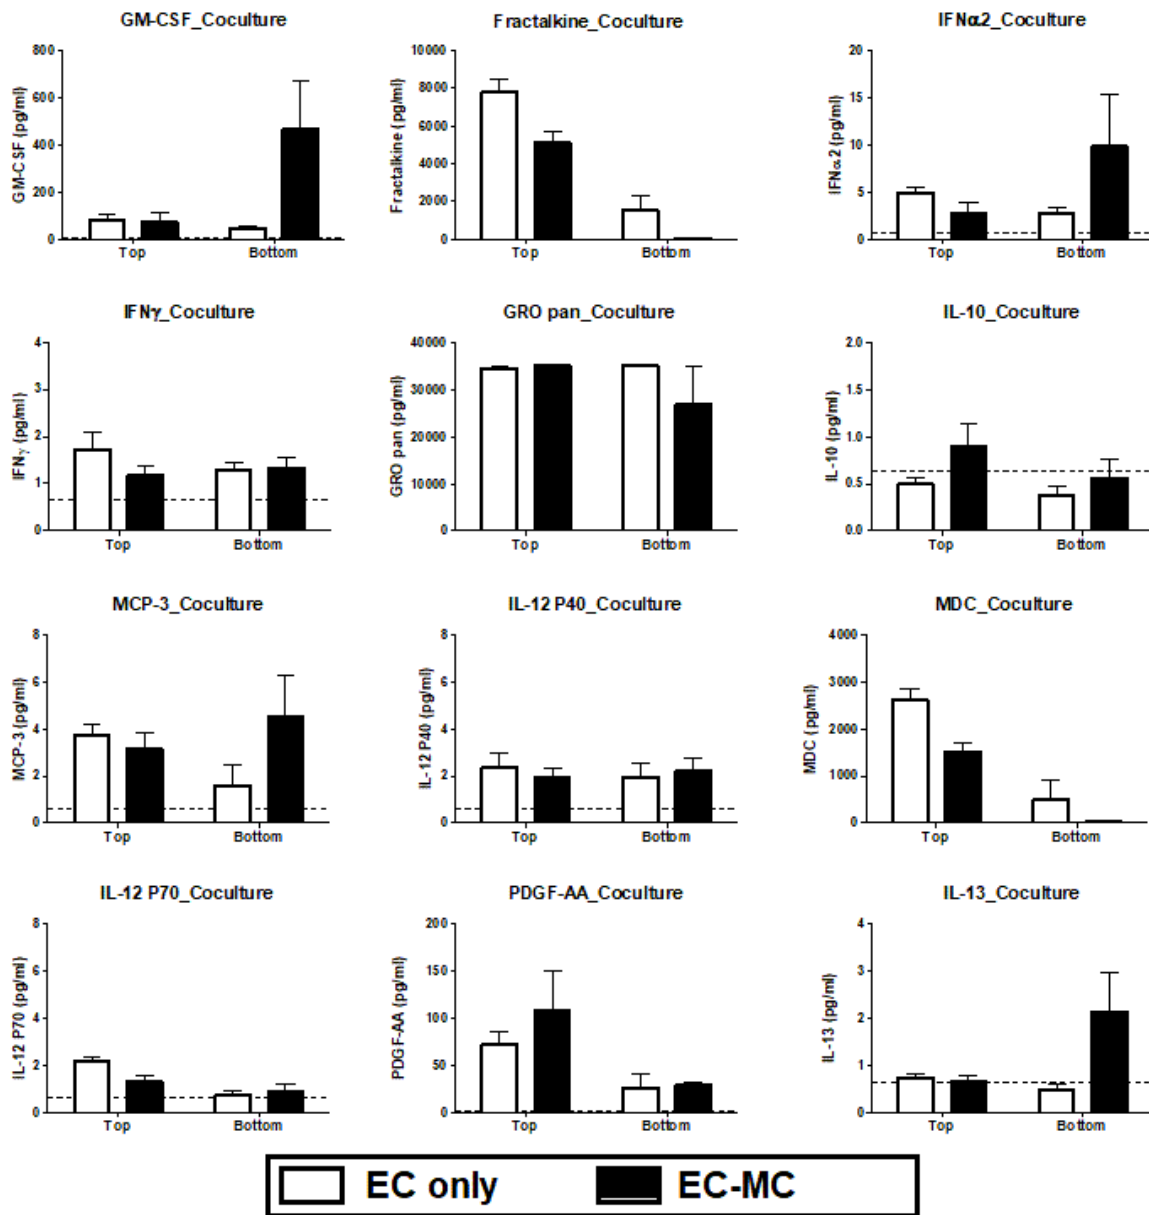 GM-CSF_Coculture
GM-CSF (pg/ml)
800
600
400
200
0
Top
Bottom
Fractalkine_Coculture
Fractalkine (pg/ml)
10000
8000
6000
4000
2000
0
Top
Bottom
IFNα2_Coculture
IFNα2 (pg/ml)
20
15
10
5
0
Top
Bottom
IFNγ_Coculture
IFNγ (pg/ml)
4
3
2
1
0
Top
Bottom
GRO pan_Coculture
GRO pan (pg/ml)
40000
30000
20000
10000
0
Top
Bottom
IL-10_Coculture
IL-10 (pg/ml)
2.0
1.5
1.0
0.5
0.0
Top
Bottom
MCP-3_Coculture
MCP-3 (pg/ml)
8
6
4
2
0
Top
Bottom
IL-12 P40_Coculture
IL-12 P40 (pg/ml)
8
6
4
2
0
Top
Bottom
MDC_Coculture
MDC (pg/ml)
4000
3000
2000
1000
0
Top
Bottom
IL-12 P70_Coculture
IL-12 P70 (pg/ml)
8
6
4
2
0
Top
Bottom
PDGF-AA_Coculture
PDGF-AA (pg/ml)
200
150
100
50
0
Top
Bottom
IL-13_Coculture
IL-13 (pg/ml)
4
3
2
1
0
Top
Bottom
EC only
EC-MC